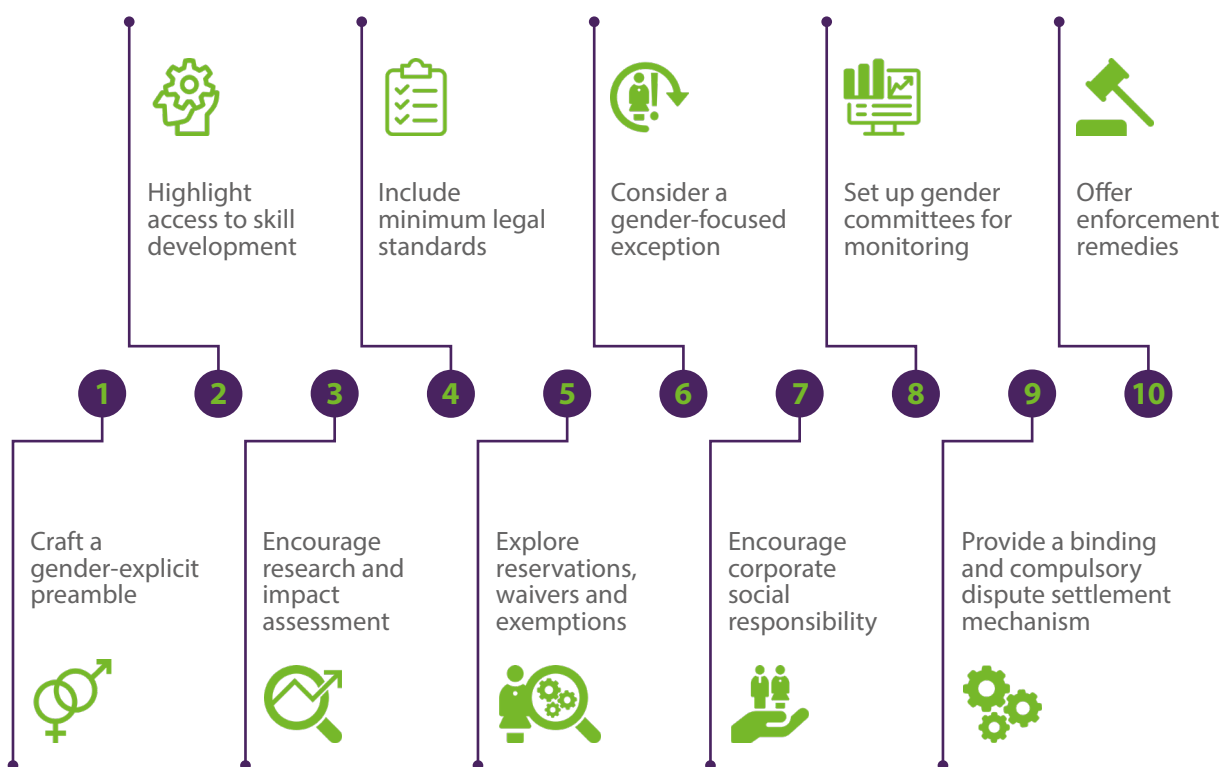 Highlight
access to skill
development
Include
minimum legal
standards
Consider a
gender-focused
exception
Set up gender
committees for
monitoring
Offer
enforcement
remedies
1
2
3
4
5
6
7
8
9
10
Craft a
gender-explicit
preamble
Encourage
research and
impact
assessment
Explore
reservations,
waivers and
exemptions
Encourage
corporate
social
responsibility
Provide a binding
and compulsory
dispute settlement
mechanism